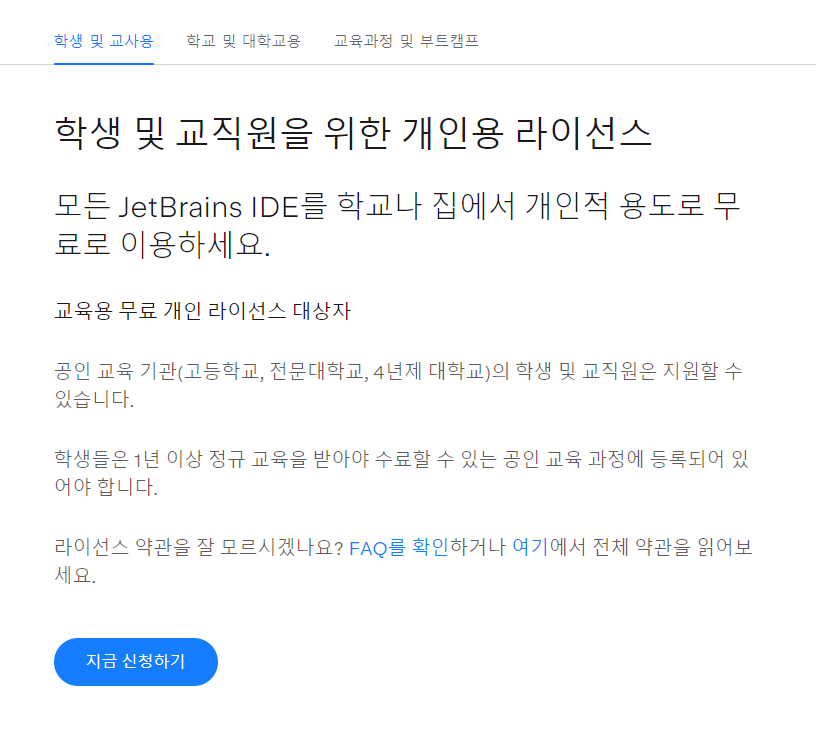 학생 및 교사용
학교 및 대학교용
교육과정 및 부트캠프
학생 및 교직원을 위한 개인용 라이선스
모든 JetBrains IDE를 학교나 집에서 개인적 용도로 무
료로 이용하세요.
교육용 무료 개인 라이선스 대상자
공인 교육 기관(고등학교, 전문대학교, 4년제 대학교)의 학생 및 교직원은 지원할 수
있습니다.
학생들은 1년 이상 정규 교육을 받아야 수료할 수 있는 공인 교육 과정에 등록되어 있
어야 합니다.
라이선스 약관을 잘 모르시겠나요? FAQ를 확인하거나 여기에서 전체 약관을 읽어보
세요.
지금 신청하기